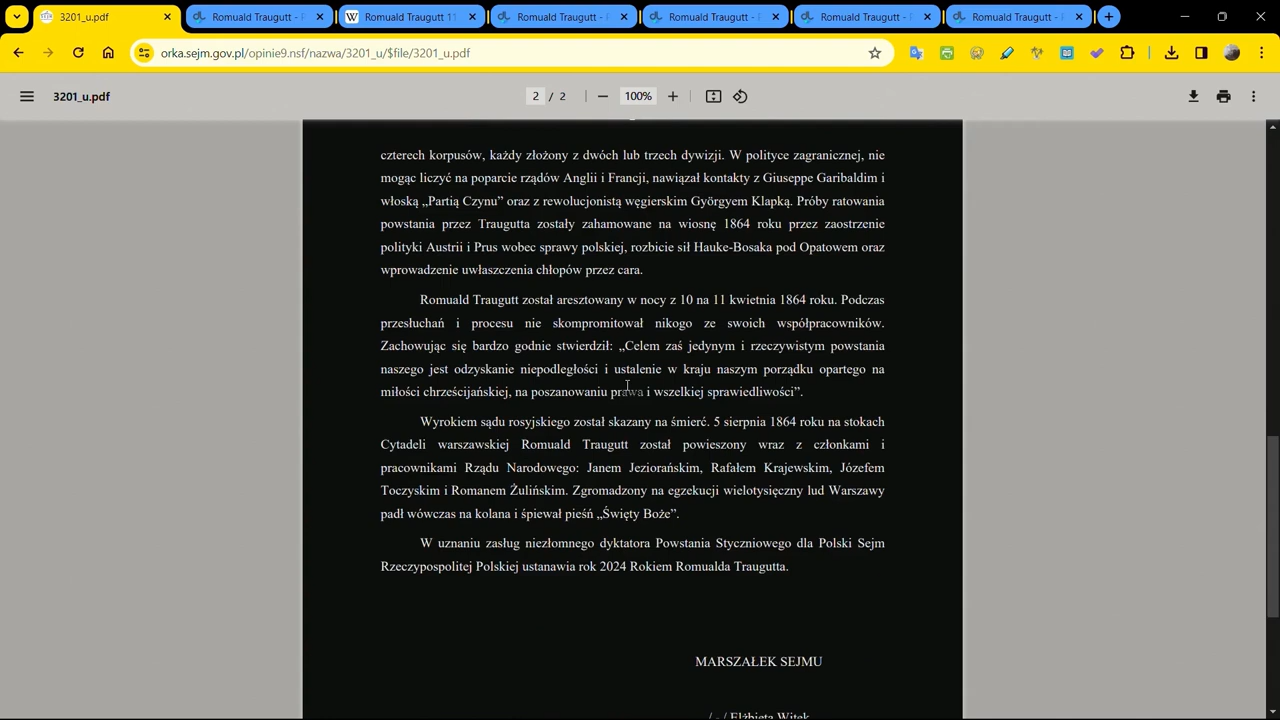 3201_u.pdf
Romuald Traugutt - 
Romuald Traugutt 11
Romuald Traugutt - 
Romuald Traugutt - 
Romuald Traugutt - 
Romuald Traugutt - 
orka.sejm.gov.pl/opinie9.nsf/nazwa/3201_u/$file/3201_u.pdf
3201_u.pdf
2 / 2
100%
czterech korpusów, każdy złożony z dwóch lub trzech dywizji. W polityce zagranicznej, nie
mogąc liczyć na poparcie rządów Anglii i Francji, nawiązał kontakty z Giuseppe Garibaldim i
włoską „Partią Czynu” oraz z rewolucjonistą węgierskim Györgyem Klapką. Próby ratowania
powstania przez Traugutta zostały zahamowane na wiosnę 1864 roku przez zaostrzenie
polityki Austrii i Prus wobec sprawy polskiej, rozbicie sił Hauke-Bosaka pod Opatowem oraz
wprowadzenie uwłaszczenia chłopów przez cara.
Romuald Traugutt został aresztowany w nocy z 10 na 11 kwietnia 1864 roku. Podczas
przesłuchań i procesu nie skompromitował nikogo ze swoich współpracowników.
Zachowując się bardzo godnie stwierdził: „Celem zaś jedynym i rzeczywistym powstania
naszego jest odzyskanie niepodległości i ustalenie w kraju naszym porządku opartego na
miłości chrześcijańskiej, na poszanowaniu prawa i wszelkiej sprawiedliwości”.
Wyrokiem sądu rosyjskiego został skazany na śmierć. 5 sierpnia 1864 roku na stokach
Cytadeli warszawskiej Romuald Traugutt został powieszony wraz z członkami i
pracownikami Rządu Narodowego: Janem Jeziorańskim, Rafałem Krajewskim, Józefem
Toczyskim i Romanem Żulińskim. Zgromadzony na egzekucji wielotysięczny lud Warszawy
padł wówczas na kolana i śpiewał pieśń „Święty Boże”.
W uznaniu zasług niezłomnego dyktatora Powstania Styczniowego dla Polski Sejm
Rzeczypospolitej Polskiej ustanawia rok 2024 Rokiem Romualda Traugutta.
MARSZAŁEK SEJMU
/ - / Elżbieta Witek